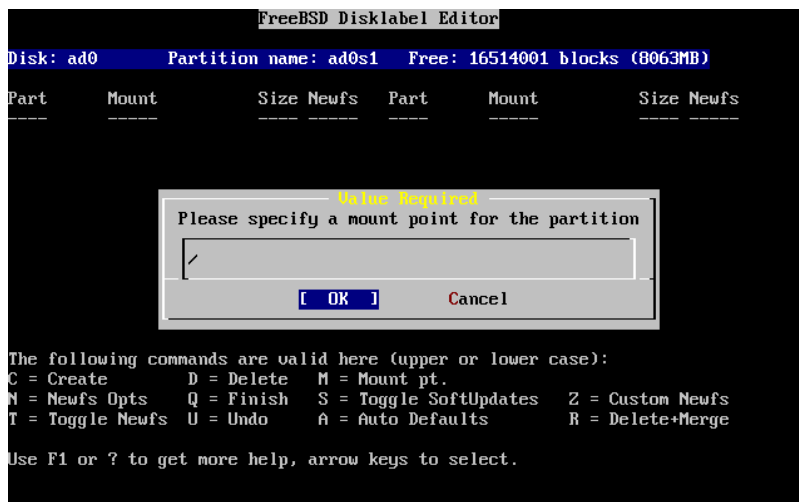 FreeBSD Disklabel Editor
Disk: ad0 Partition name: ad0s1 Free: 16514001 blocks (8063MB)
Part Mount Size Newfs Part Mount Size Newfs
---- ----- ---- ----- ---- ----- ---- -----
Value Required
Please specify a mount point for the partition
/
[ OK ] Cancel
The following commands are valid here (upper or lower case):
C = Create D = Delete M = Mount pt.
N = Newfs Opts Q = Finish S = Toggle SoftUpdates Z = Custom Newfs
T = Toggle Newfs U = Undo A = Auto Defaults R = Delete+Merge
Use F1 or ? to get more help, arrow keys to select.